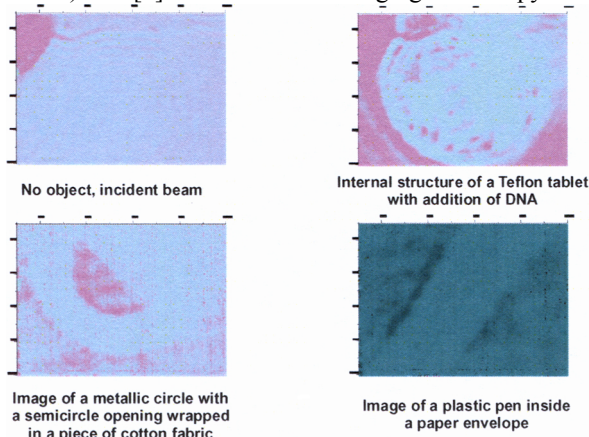 No object, incident beam
Internal structure of a Teflon tablet
with addition of DNA
Image of a metallic circle with
a semicircle opening wrapped
in a piece of cotton fabric
Image of a plastic pen inside
a paper envelope